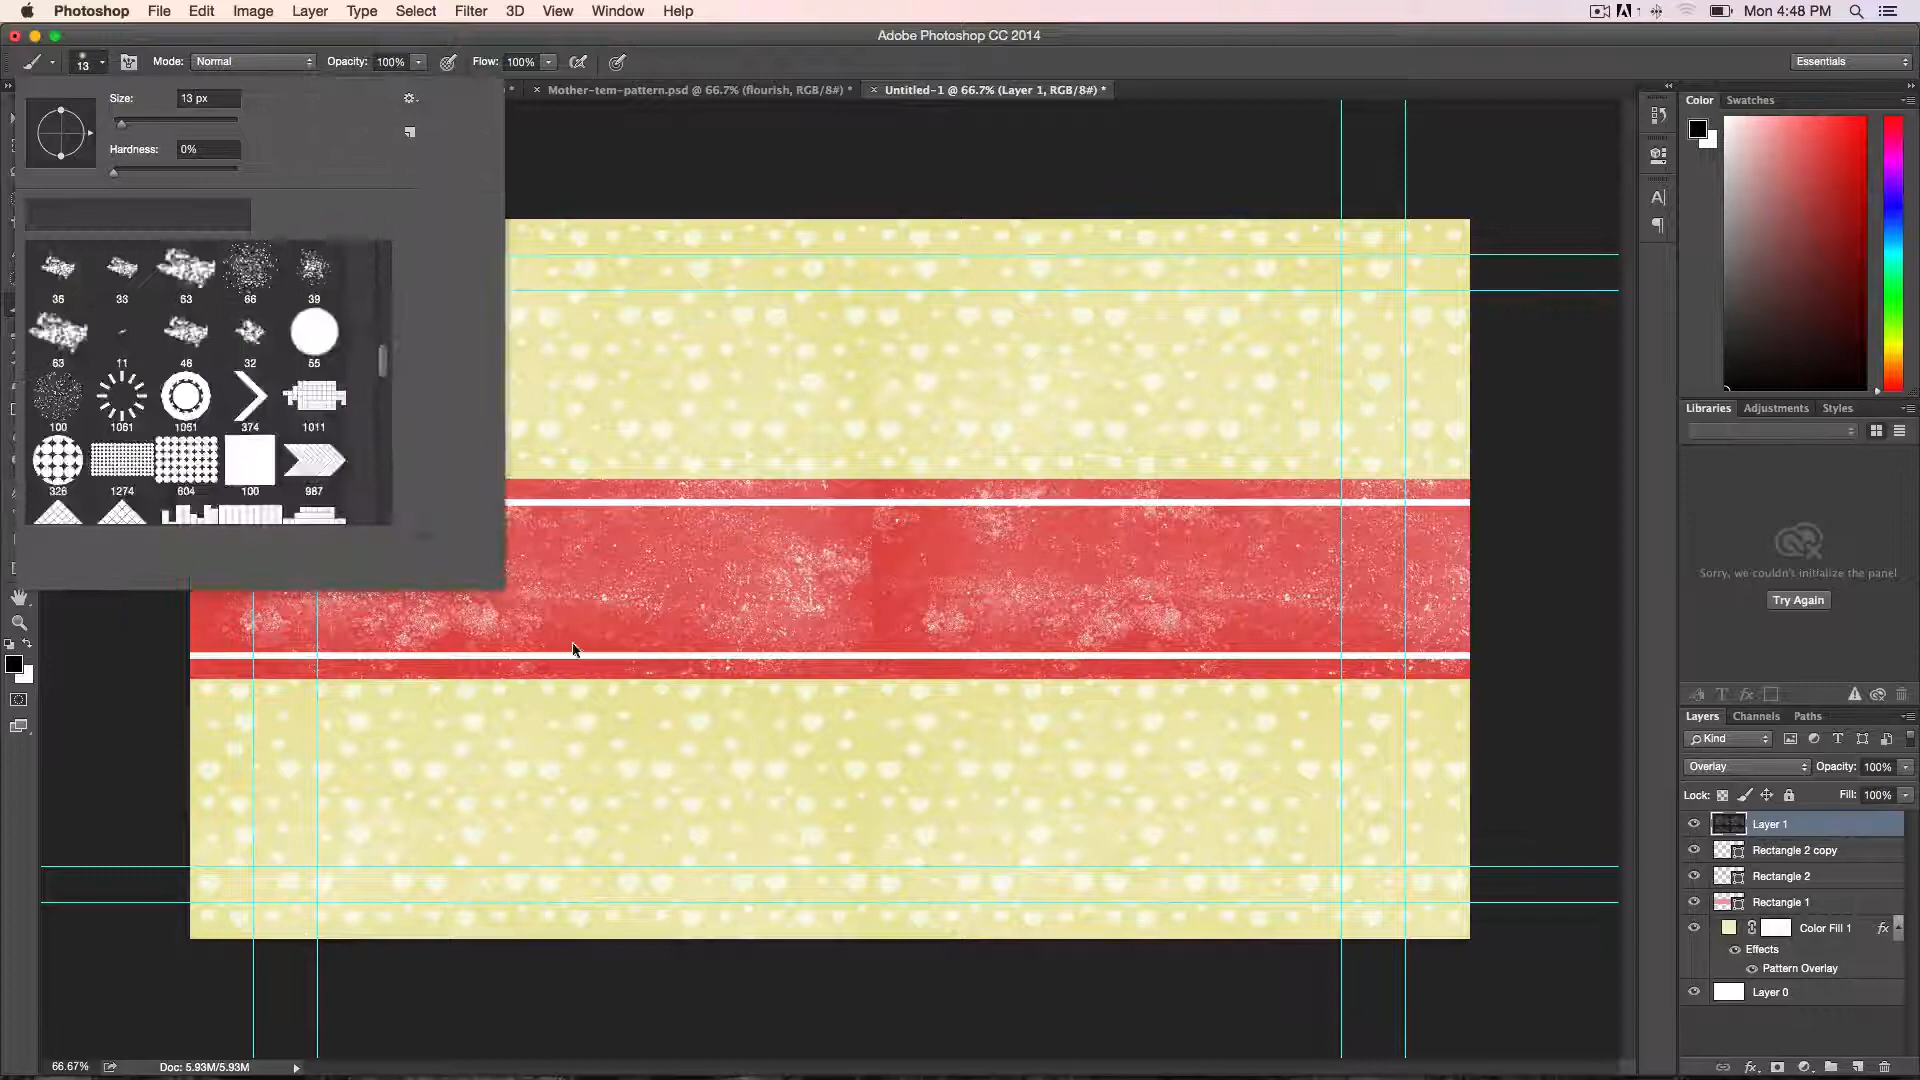 Photoshop File Edit Image Layer Type Select Filter 3D View Window Help 1 Mon 4:48 PM
Adobe Photoshop CC 2014
13 Mode: Normal Opacity: 100% Flow: 100% Essentials
Mother-tem-pattern.psd @ 66.7% (flourish, RGB/8#) * Untitled-1 @ 66.7% (Layer 1, RGB/8#) *
Size: 13 px
Hardness: 0%
Color Swatches
36 33 63 66 39
63 11 48 32 55
100 1061 1051 374 1011
326 1274 604 100 987
Libraries Adjustments Styles
Sorry, we couldn't initialize the panel
Try Again
Layers Channels Paths
Kind
Overlay Opacity: 100%
Lock: Fill: 100%
Layer 1
Rectangle 2 copy
Rectangle 2
Rectangle 1
Color Fill 1 fx
Effects
Pattern Overlay
Layer 0
66.67% Doc: 5.93M/5.93M